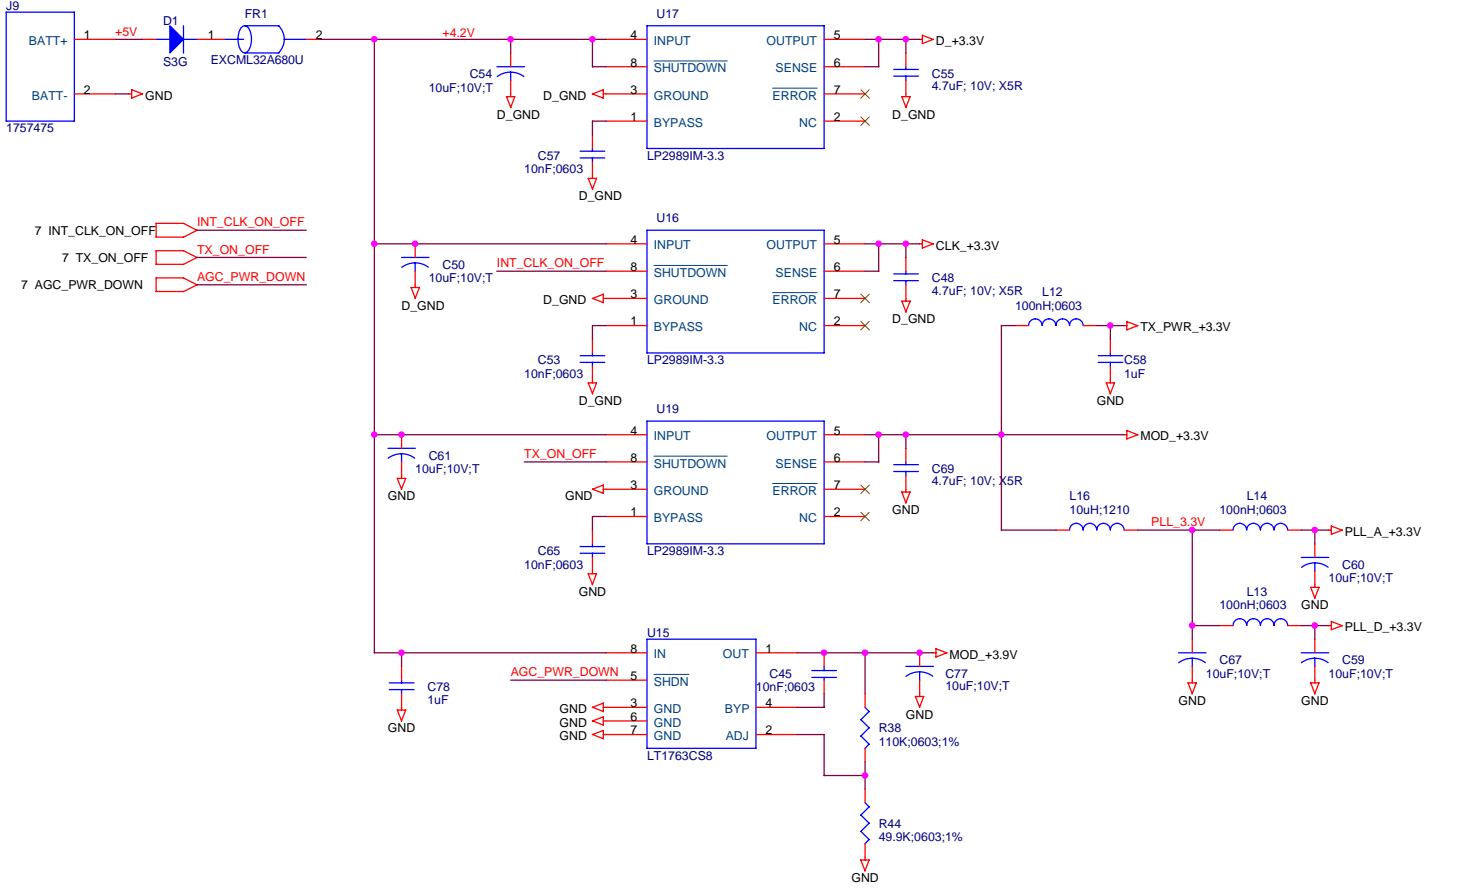 J9
BATT+
1
+5V
BATT-
2
GND
1757475
D1
S3G
1
FR1
EXCML32A680U
2
+4.2V
C54
10uF;10V;T
D_GND
U17
4 INPUT OUTPUT 5
8 SHUTDOWN SENSE 6
3 GROUND ERROR 7
1 BYPASS NC 2
LP2989IM-3.3
D_GND
C57
10nF;0603
D_GND
D_+3.3V
C55
4.7uF; 10V; X5R
D_GND
7 INT_CLK_ON_OFF INT_CLK_ON_OFF
7 TX_ON_OFF TX_ON_OFF
7 AGC_PWR_DOWN AGC_PWR_DOWN
C50
10uF;10V;T
D_GND
INT_CLK_ON_OFF
D_GND
U16
4 INPUT OUTPUT 5
8 SHUTDOWN SENSE 6
3 GROUND ERROR 7
1 BYPASS NC 2
LP2989IM-3.3
C53
10nF;0603
D_GND
CLK_+3.3V
C48
4.7uF; 10V; X5R
D_GND
L12
100nH;0603
TX_PWR_+3.3V
C58
1uF
GND
C61
10uF;10V;T
GND
TX_ON_OFF
GND
U19
4 INPUT OUTPUT 5
8 SHUTDOWN SENSE 6
3 GROUND ERROR 7
1 BYPASS NC 2
LP2989IM-3.3
C65
10nF;0603
GND
C69
4.7uF; 10V; X5R
GND
MOD_+3.3V
L16
10uH;1210
PLL_3.3V
L14
100nH;0603
PLL_A_+3.3V
C60
10uF;10V;T
GND
L13
100nH;0603
PLL_D_+3.3V
C67
10uF;10V;T
GND
C59
10uF;10V;T
GND
C78
1uF
GND
AGC_PWR_DOWN
GND
GND
GND
U15
8 IN OUT 1
5 SHDN
3 GND BYP 4
6 GND
7 GND ADJ 2
LT1763CS8
C45
10nF;0603
MOD_+3.9V
C77
10uF;10V;T
GND
R38
110K;0603;1%
R44
49.9K;0603;1%
GND